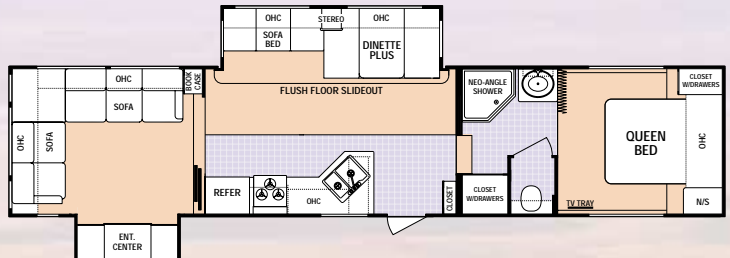 OHC
STEREO
OHC
SOFA
BED
DINETTE
PLUS
FLUSH FLOOR SLIDEOUT
OHC
BOOK
CASE
SOFA
OHC
SOFA
ENT.
CENTER
REFER
OHC
CLOSET
NEO-ANGLE
SHOWER
CLOSET
W/DRAWERS
CLOSET
W/DRAWERS
QUEEN
BED
OHC
TV TRAY
N/S